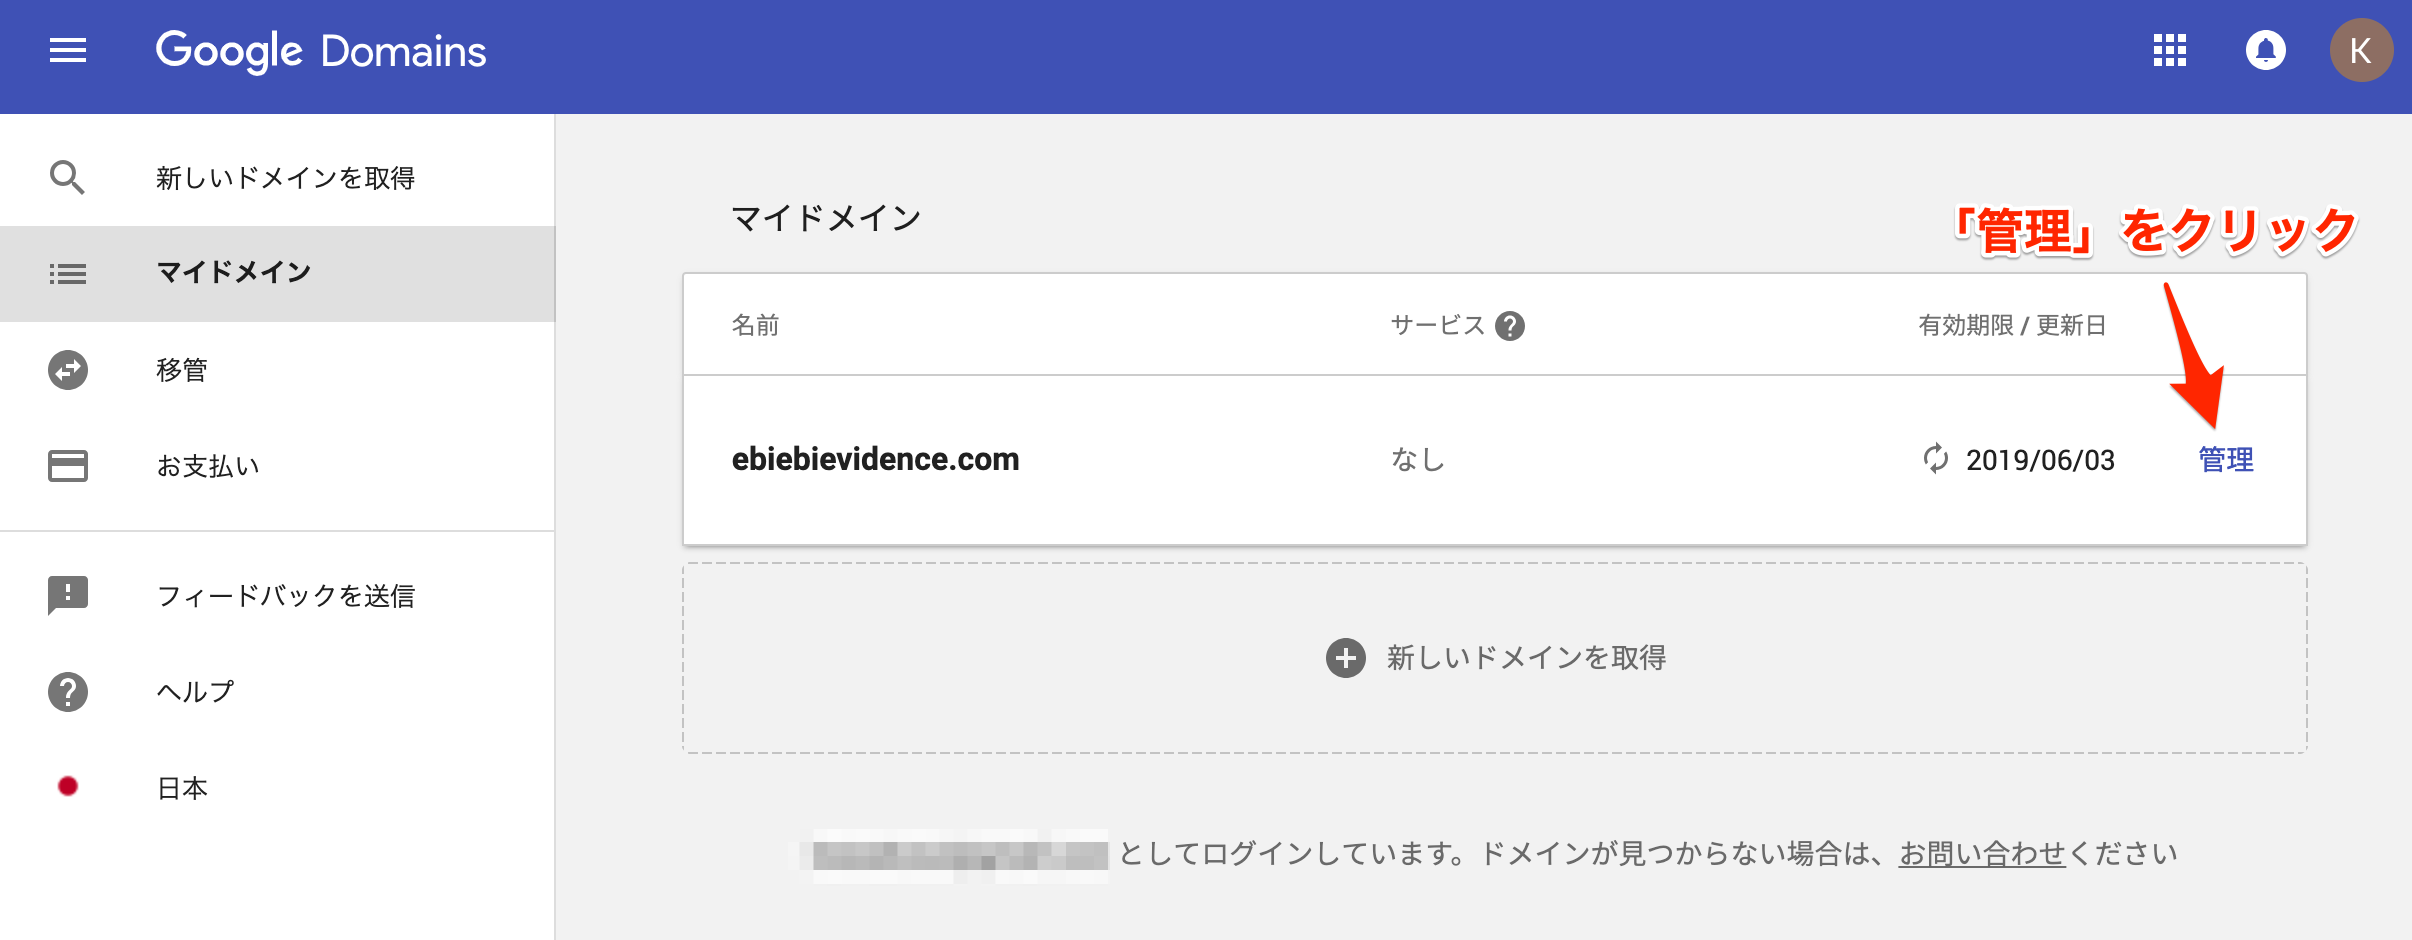 Google Domains
K
新しいドメインを取得
マイドメイン
移管
お支払い
フィードバックを送信
ヘルプ
日本
マイドメイン
「管理」をクリック
名前 サービス ? 有効期限 / 更新日
ebiebievidence.com なし 2019/06/03 管理
新しいドメインを取得
としてログインしています。ドメインが見つからない場合は、お問い合わせください